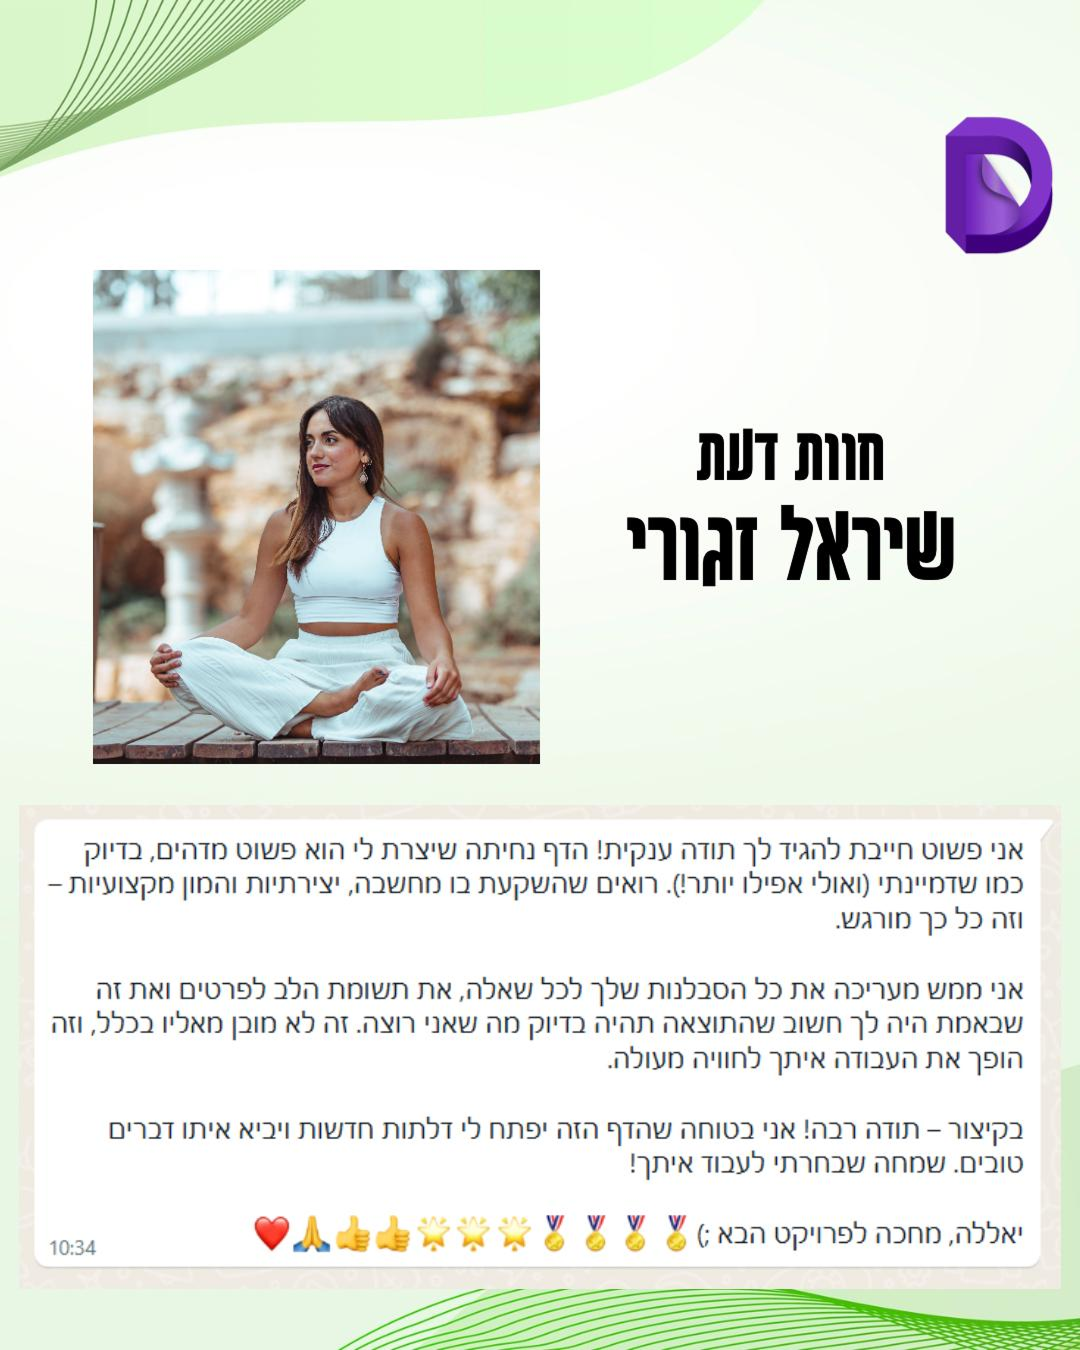 חוות דעת
שיראל זגורי
אני פשוט חייבת להגיד לך תודה ענקית! הדף נחיתה שיצרת לי הוא פשוט מדהים, בדיוק
כמו שדמיינתי (ואולי אפילו יותר!). רואים שהשקעת בו מחשבה, יצירתיות והמון מקצועיות –
וזה כל כך מורגש.
אני ממש מעריכה את כל הסבלנות שלך לכל שאלה, את תשומת הלב לפרטים ואת זה
שבאמת היה לך חשוב שהתוצאה תהיה בדיוק מה שאני רוצה. זה לא מובן מאליו בכלל, וזה
הופך את העבודה איתך לחוויה מעולה.
בקיצור – תודה רבה! אני בטוחה שהדף הזה יפתח לי דלתות חדשות ויביא איתו דברים
טובים. שמחה שבחרתי לעבוד איתך!
יאללה, מחכה לפרויקט הבא ;) 🏅🏅🏅🏅🌟🌟🌟👍👍🙏❤️
10:34